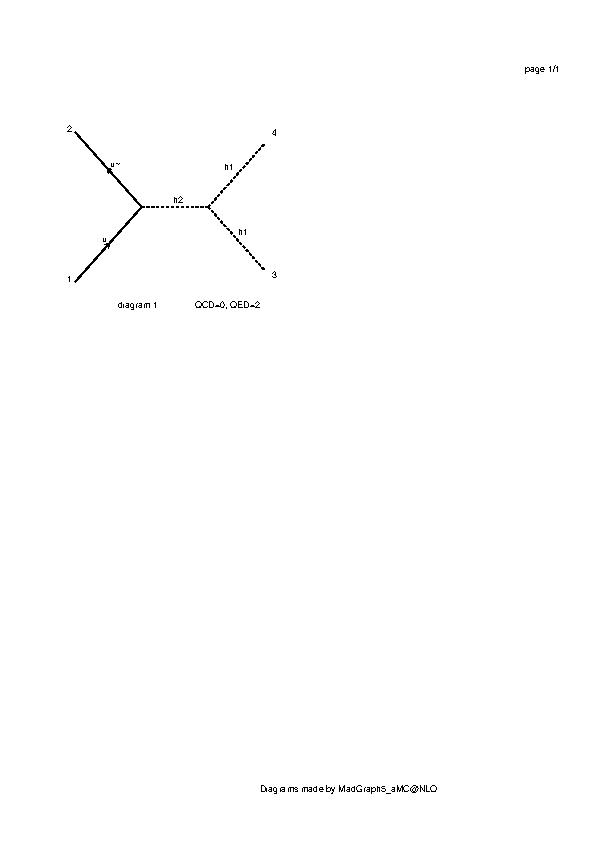 page 1/1
2
4
u~
h1
h2
u
h1
1
3
diagram 1 QCD=0, QED=2
Diagrams made by MadGraph5_aMC@NLO